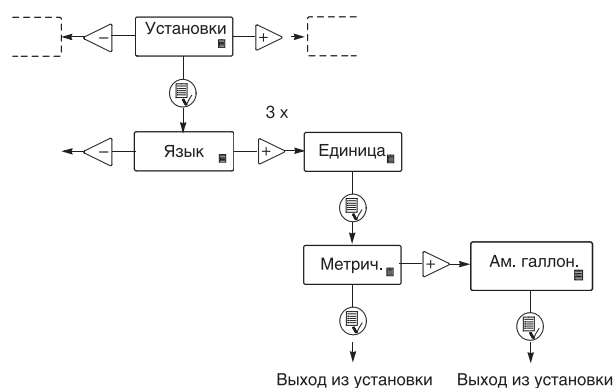 Установки
– +
3 x
Язык
– +
Единица
Метрич.
+
Ам. галлон.
Выход из установки
Выход из установки